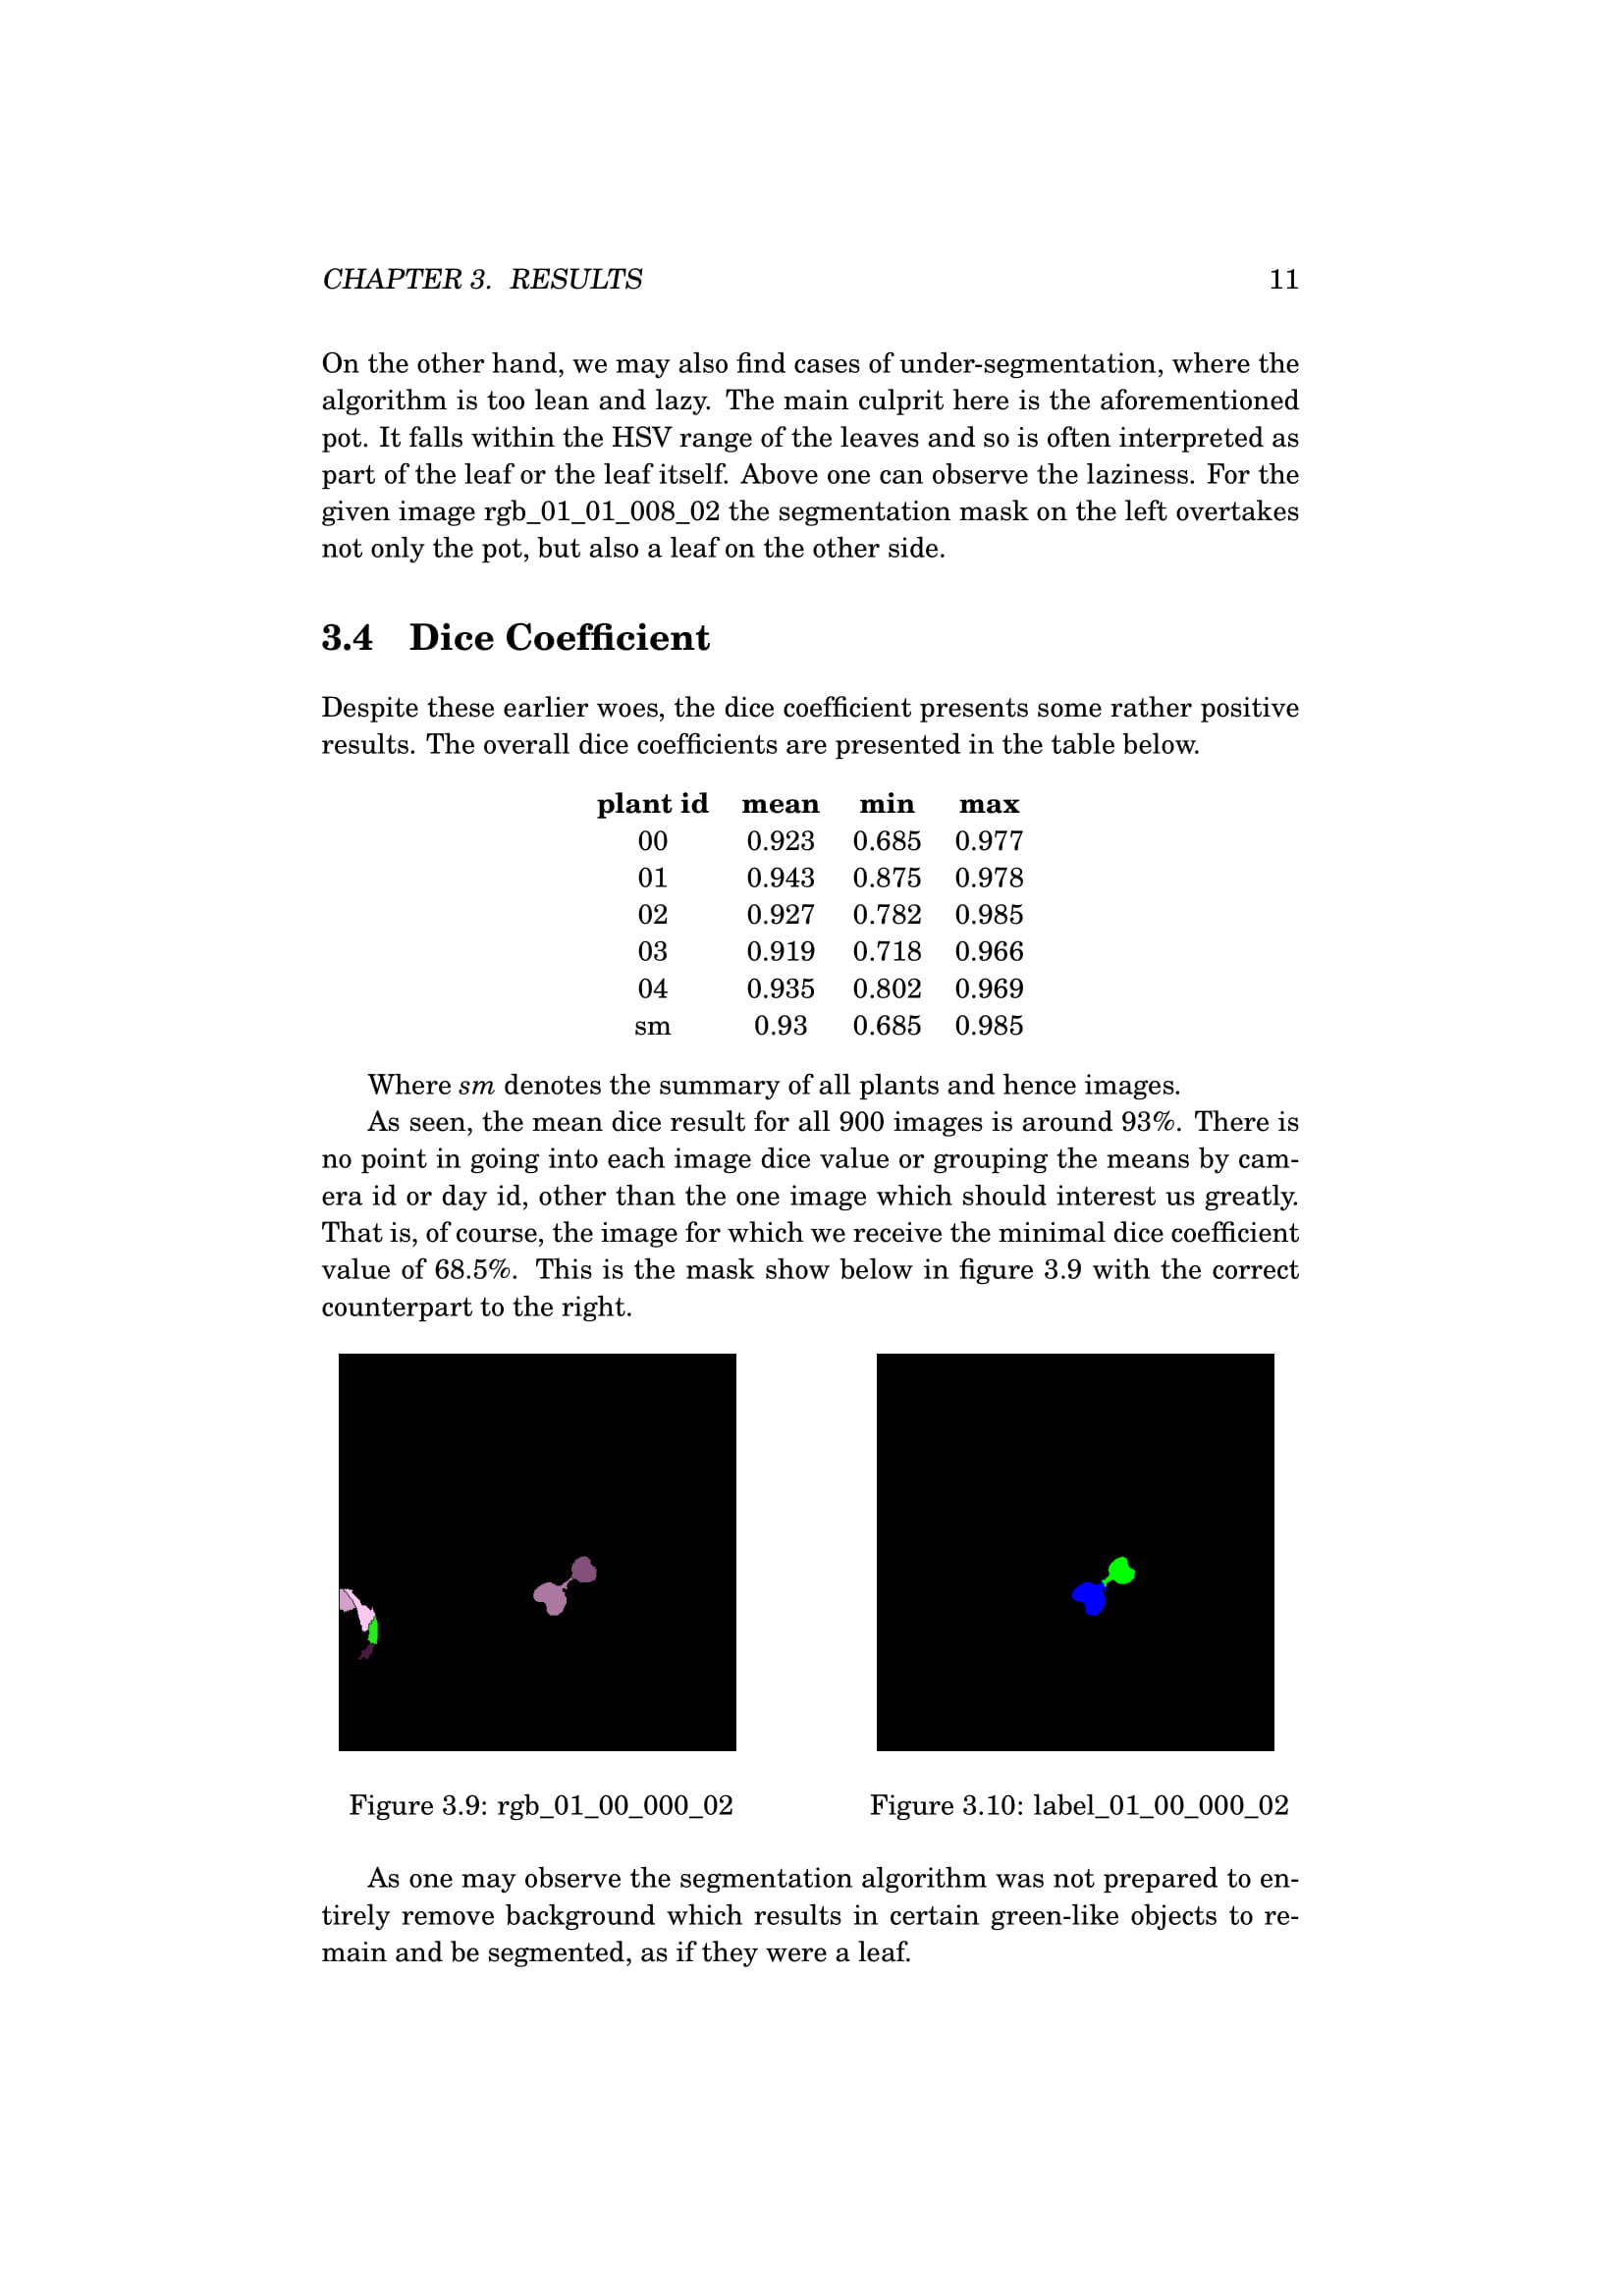 CHAPTER 3. RESULTS 11
On the other hand, we may also find cases of under-segmentation, where the
algorithm is too lean and lazy. The main culprit here is the aforementioned
pot. It falls within the HSV range of the leaves and so is often interpreted as
part of the leaf or the leaf itself. Above one can observe the laziness. For the
given image rgb_01_01_008_02 the segmentation mask on the left overtakes
not only the pot, but also a leaf on the other side.
3.4 Dice Coefficient
Despite these earlier woes, the dice coefficient presents some rather positive
results. The overall dice coefficients are presented in the table below.
plant id mean min max
00 0.923 0.685 0.977
01 0.943 0.875 0.978
02 0.927 0.782 0.985
03 0.919 0.718 0.966
04 0.935 0.802 0.969
sm 0.93 0.685 0.985
Where sm denotes the summary of all plants and hence images.
As seen, the mean dice result for all 900 images is around 93%. There is
no point in going into each image dice value or grouping the means by cam-
era id or day id, other than the one image which should interest us greatly.
That is, of course, the image for which we receive the minimal dice coefficient
value of 68.5%. This is the mask show below in figure 3.9 with the correct
counterpart to the right.
Figure 3.9: rgb_01_00_000_02
Figure 3.10: label_01_00_000_02
As one may observe the segmentation algorithm was not prepared to en-
tirely remove background which results in certain green-like objects to re-
main and be segmented, as if they were a leaf.